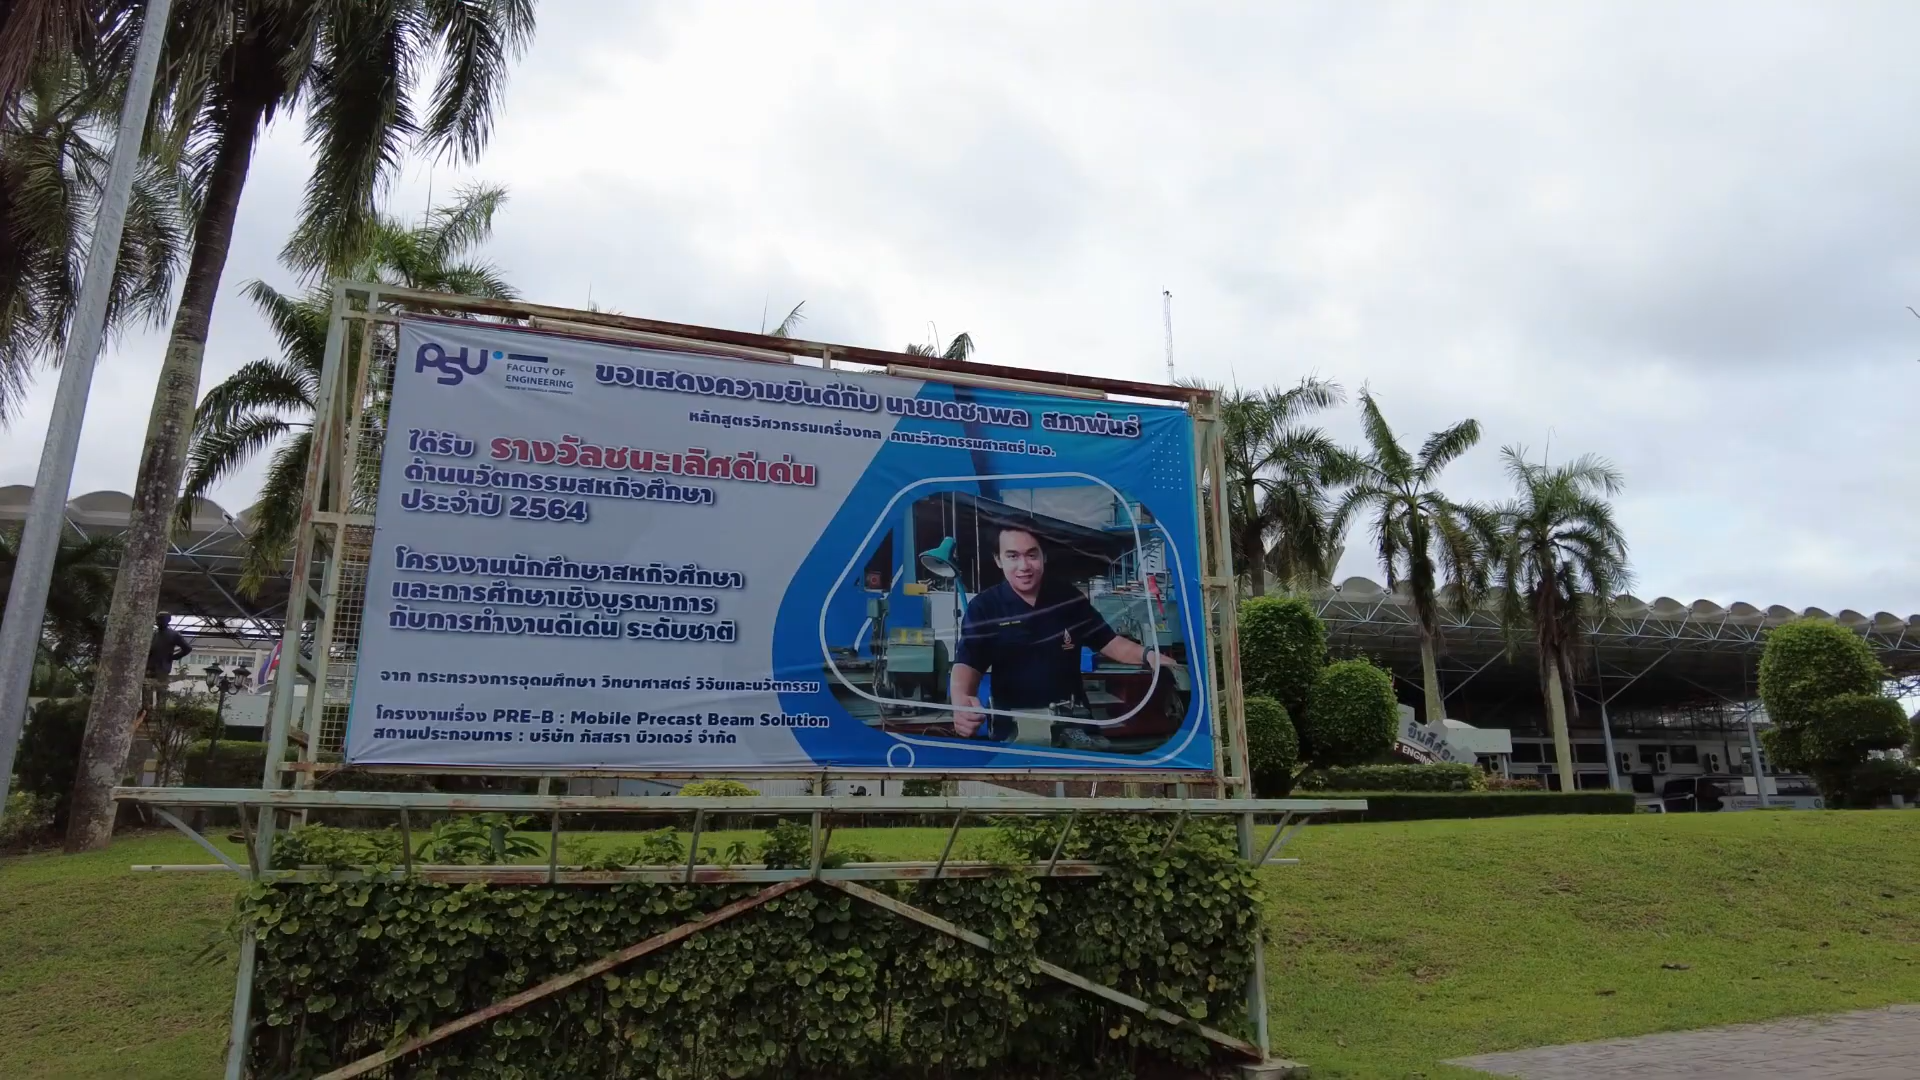 PSU
FACULTY OF
ENGINEERING
ขอแสดงความยินดีกับ นายเดชาพล สภาพันธ์
หลักสูตรวิศวกรรมเครื่องกล คณะวิศวกรรมศาสตร์ ม.อ.
ได้รับ รางวัลชนะเลิศดีเด่น
ด้านนวัตกรรมสหกิจศึกษา
ประจำปี 2564
โครงงานนักศึกษาสหกิจศึกษา
และการศึกษาเชิงบูรณาการ
กับการทำงานดีเด่น ระดับชาติ
จาก กระทรวงการอุดมศึกษา วิทยาศาสตร์ วิจัยและนวัตกรรม
โครงงานเรื่อง PRE-B : Mobile Precast Beam Solution
สถานประกอบการ : บริษัท ภัสสรา บิวเดอร์ จำกัด